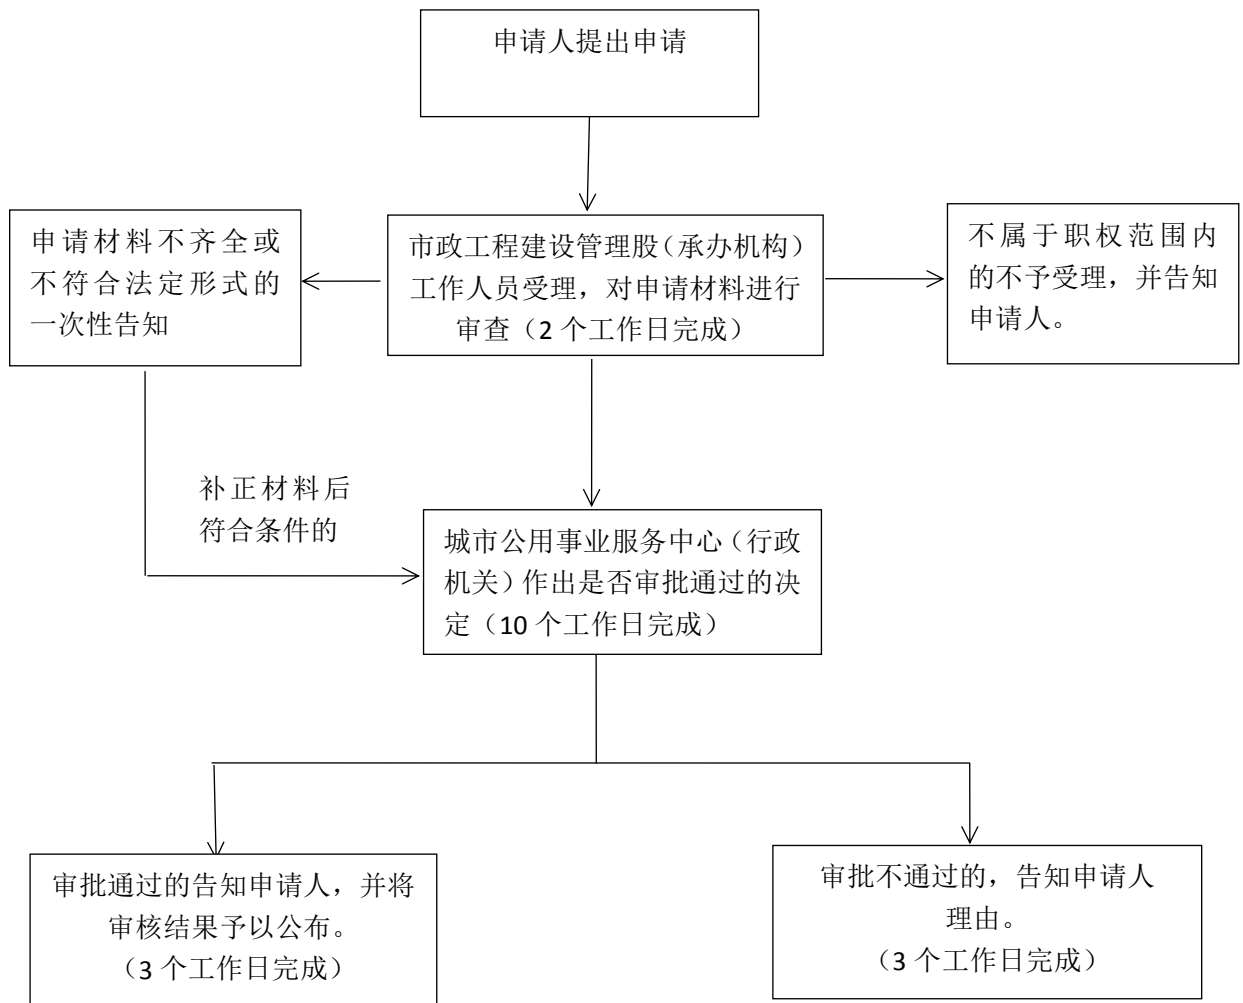 申请人提出申请
申请材料不齐全或
不符合法定形式的
一次性告知
市政工程建设管理股（承办机构）
工作人员受理，对申请材料进行
审查（2 个工作日完成）
不属于职权范围内
的不予受理，并告知
申请人。
补正材料后
符合条件的
城市公用事业服务中心（行政
机关）作出是否审批通过的决
定（10 个工作日完成）
审批通过的告知申请人，并将
审核结果予以公布。
（3 个工作日完成）
审批不通过的，告知申请人
理由。
（3 个工作日完成）